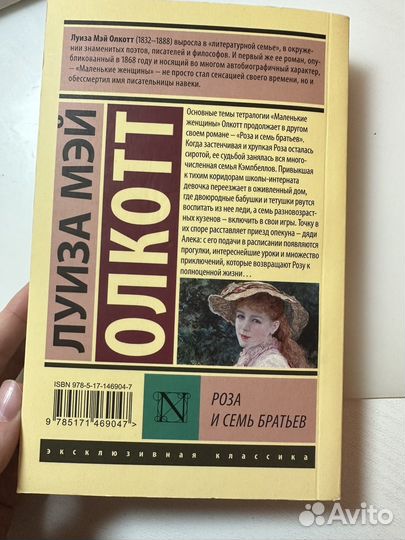 Луиза Мэй Олкотт (1832–1888) выросла в «литературной семье», в окруже-
нии знаменитых поэтов, писателей и философов. И первый же ее роман, опу-
бликованный в 1868 году и носящий во многом автобиографичный характер,
– «Маленькие женщины» – не просто стал сенсацией своего времени, но и
обессмертил имя писательницы навеки.
ЛУИЗА МЭЙ
ОЛКОТТ
Основные темы тетралогии «Маленькие
женщины» Олкотт продолжает в другом
своем романе – «Роза и семь братьев».
Когда застенчивая и хрупкая Роза осталась
сиротой, ее судьбой занялась вся много-
численная семья Кэмпбеллов. Привыкшая
к тихим коридорам школы-интерната
девочка переезжает в оживленный дом,
где двоюродные бабушки и тетушки рвутся
воспитать из нее леди, а семь разновозраст-
ных кузенов – включить в свои игры. Точку в
их споре расставляет приезд опекуна – дяди
Алека: с его подачи в расписании появляются
прогулки, интереснейшие уроки и множество
приключений, которые возвращают Розу к
полноценной жизни…
ISBN 978-5-17-146904-7
9 785171 469047 >
N
РОЗА
И СЕМЬ БРАТЬЕВ
эксклюзивная классика
Avito